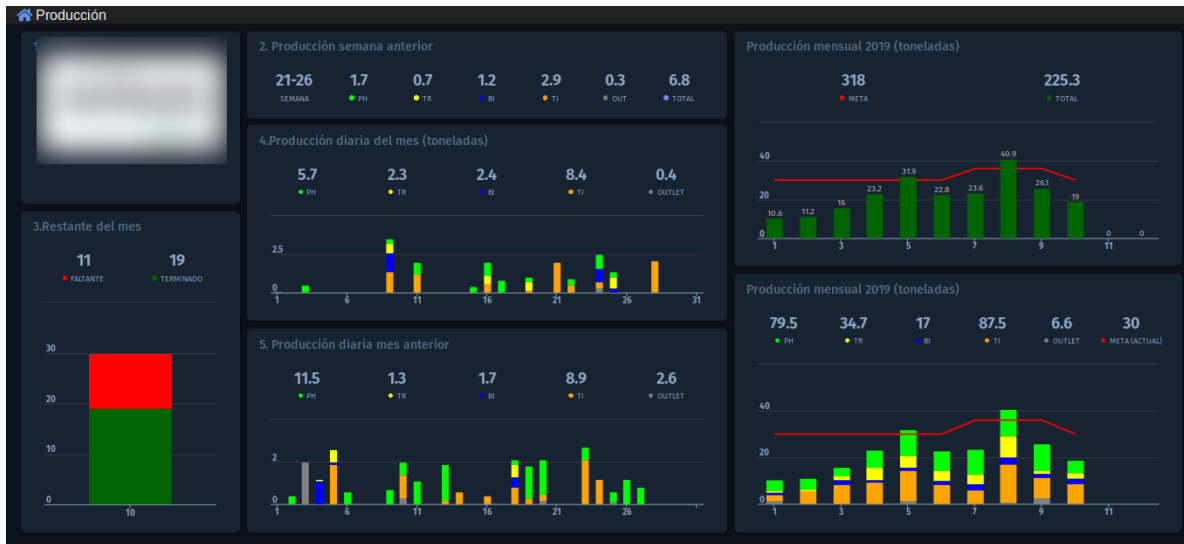 Producción
2. Producción semana anterior
21-26 1.7 0.7 1.2 2.9 0.3 6.8
SEMANA PH TR BI TI OUT TOTAL
3.Restante del mes
11 19
FALTANTE TERMINADO
30
20
10
0
10
4.Producción diaria del mes (toneladas)
5.7 2.3 2.4 8.4 0.4
PH TR BI TI OUTLET
2.5
0
1 6 11 16 21 26 31
5. Producción diaria mes anterior
11.5 1.3 1.7 8.9 2.6
PH TR BI TI OUTLET
2
0
1 6 11 16 21 26
Producción mensual 2019 (toneladas)
318 225.3
META TOTAL
40
20
0
10.6 11.2 16 23.2 31.9 22.8 23.6 40.9 26.1 19 0 0
1 3 5 7 9 11
Producción mensual 2019 (toneladas)
79.5 34.7 17 87.5 6.6 30
PH TR BI TI OUTLET META (ACTUAL)
40
20
0
1 3 5 7 9 11